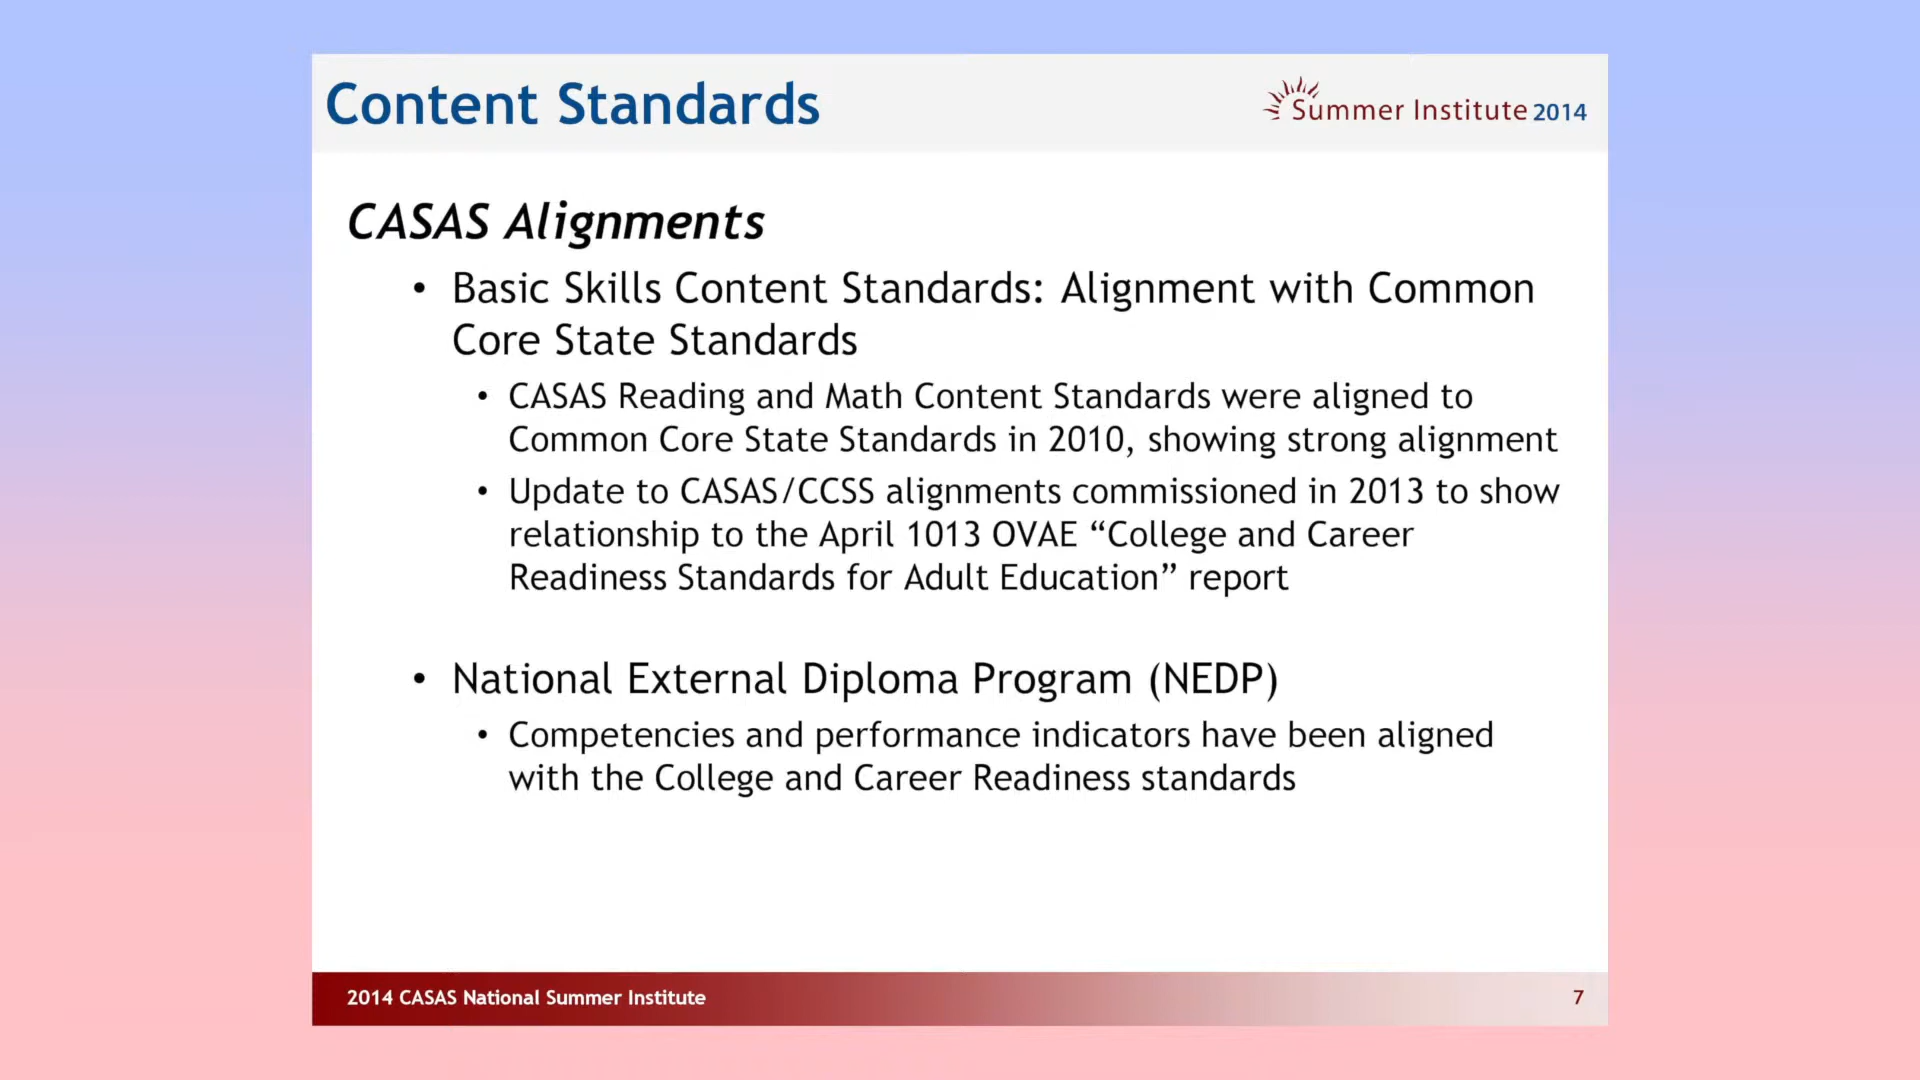 Content Standards
Summer Institute 2014
CASAS Alignments
• Basic Skills Content Standards: Alignment with Common
Core State Standards
• CASAS Reading and Math Content Standards were aligned to
Common Core State Standards in 2010, showing strong alignment
• Update to CASAS/CCSS alignments commissioned in 2013 to show
relationship to the April 1013 OVAE “College and Career
Readiness Standards for Adult Education” report
• National External Diploma Program (NEDP)
• Competencies and performance indicators have been aligned
with the College and Career Readiness standards
2014 CASAS National Summer Institute
7